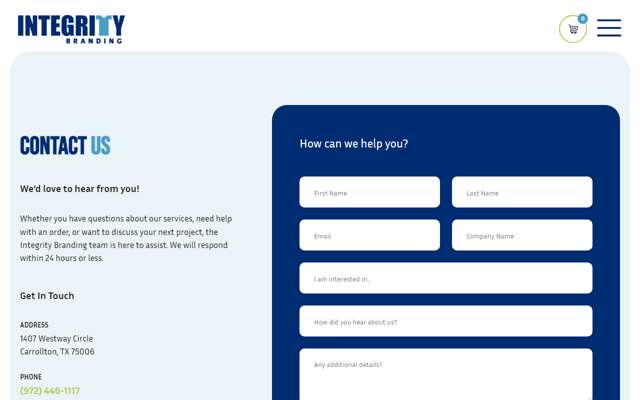 INTEGRITY
BRANDING
0
CONTACT US
We'd love to hear from you!
Whether you have questions about our services, need help
with an order, or want to discuss your next project, the
Integrity Branding team is here to assist. We will respond
within 24 hours or less.
Get In Touch
ADDRESS
1407 Westway Circle
Carrollton, TX 75006
PHONE
(972) 446-1117
How can we help you?
First Name
Last Name
Email
Company Name
I am interested in...
How did you hear about us?
Any additional details?